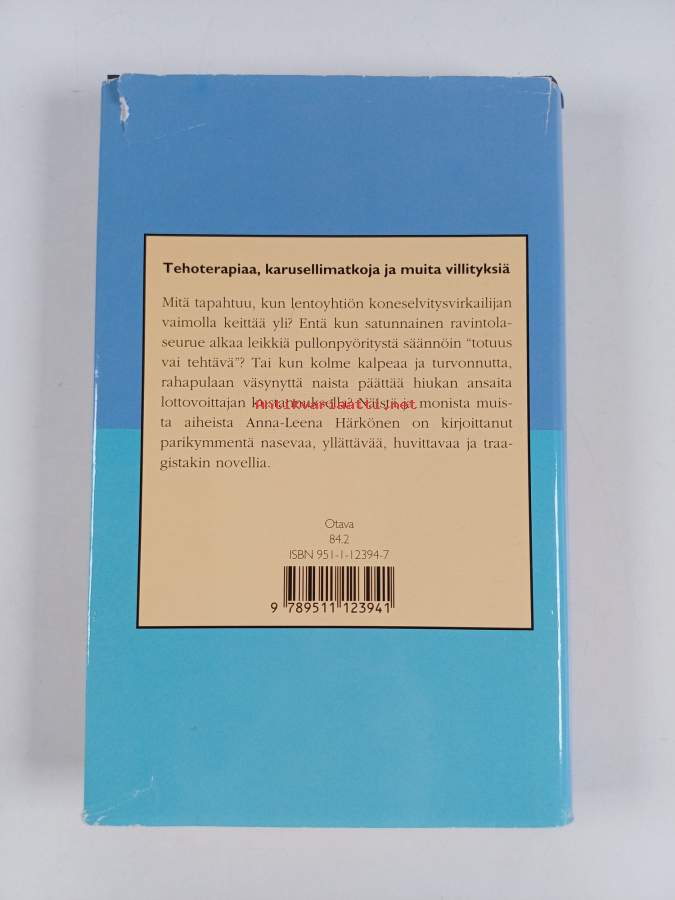 Tehoterapiaa, karusellimatkoja ja muita villityksiä
Mitä tapahtuu, kun lentoyhtiön koneselvitysvirkailijan
vaimolla keittää yli? Entä kun satunnainen ravintola-
seurue alkaa leikkiä pullonpyöritystä säännöin “totuus
vai tehtävä”? Tai kun kolme kalpeaa ja turvonnutta,
rahapulaan väsynyttä naista päättää hiukan ansaita
lottovoittajan kustannuksella? Näistä ja monista muis-
Antikvariaatti.net
ta aiheista Anna-Leena Härkönen on kirjoittanut
parikymmentä nasevaa, yllättävää, huvittavaa ja traa-
gistakin novellia.
Otava
84.2
ISBN 951-1-12394-7
9 789511 123941